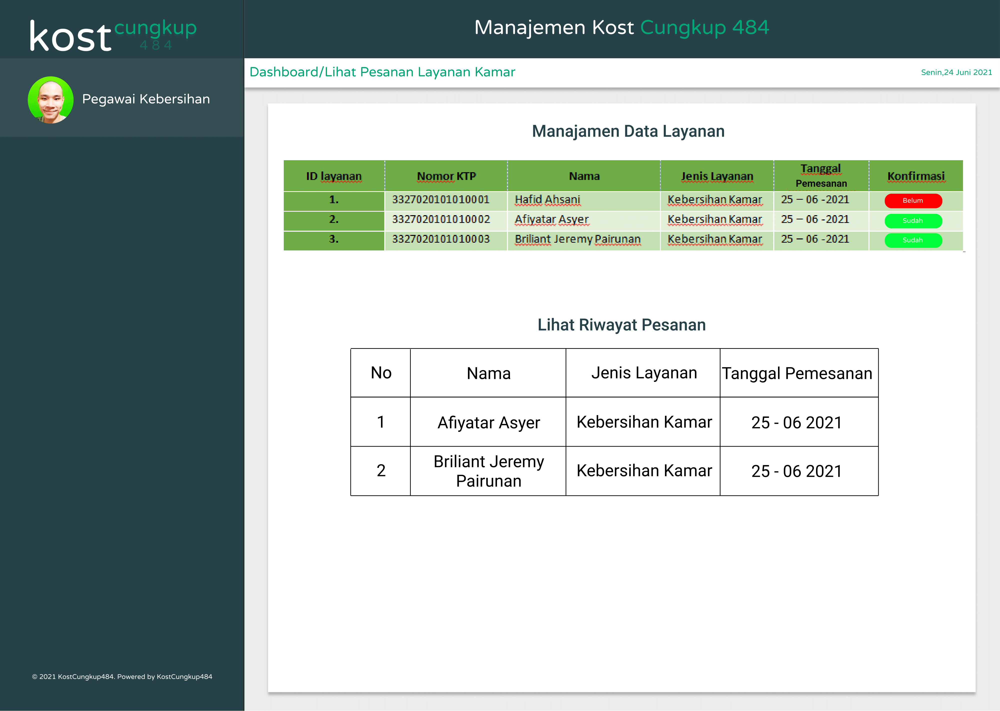 kost cungkup
484
Manajemen Kost Cungkup 484
Dashboard/Lihat Pesanan Layanan Kamar
Senin,24 Juni 2021
Pegawai Kebersihan
Manajamen Data Layanan
ID layanan Nomor KTP Nama Jenis Layanan Tanggal Pemesanan Konfirmasi
1. 3327020101010001 Hafid Ahsani Kebersihan Kamar 25 – 06 -2021 Belum
2. 3327020101010002 Afiyatar Asyer Kebersihan Kamar 25 – 06 -2021 Sudah
3. 3327020101010003 Briliant Jeremy Pairunan Kebersihan Kamar 25 – 06 -2021 Sudah
Lihat Riwayat Pesanan
No Nama Jenis Layanan Tanggal Pemesanan
1 Afiyatar Asyer Kebersihan Kamar 25 - 06 2021
2 Briliant Jeremy Pairunan Kebersihan Kamar 25 - 06 2021
© 2021 KostCungkup484. Powered by KostCungkup484